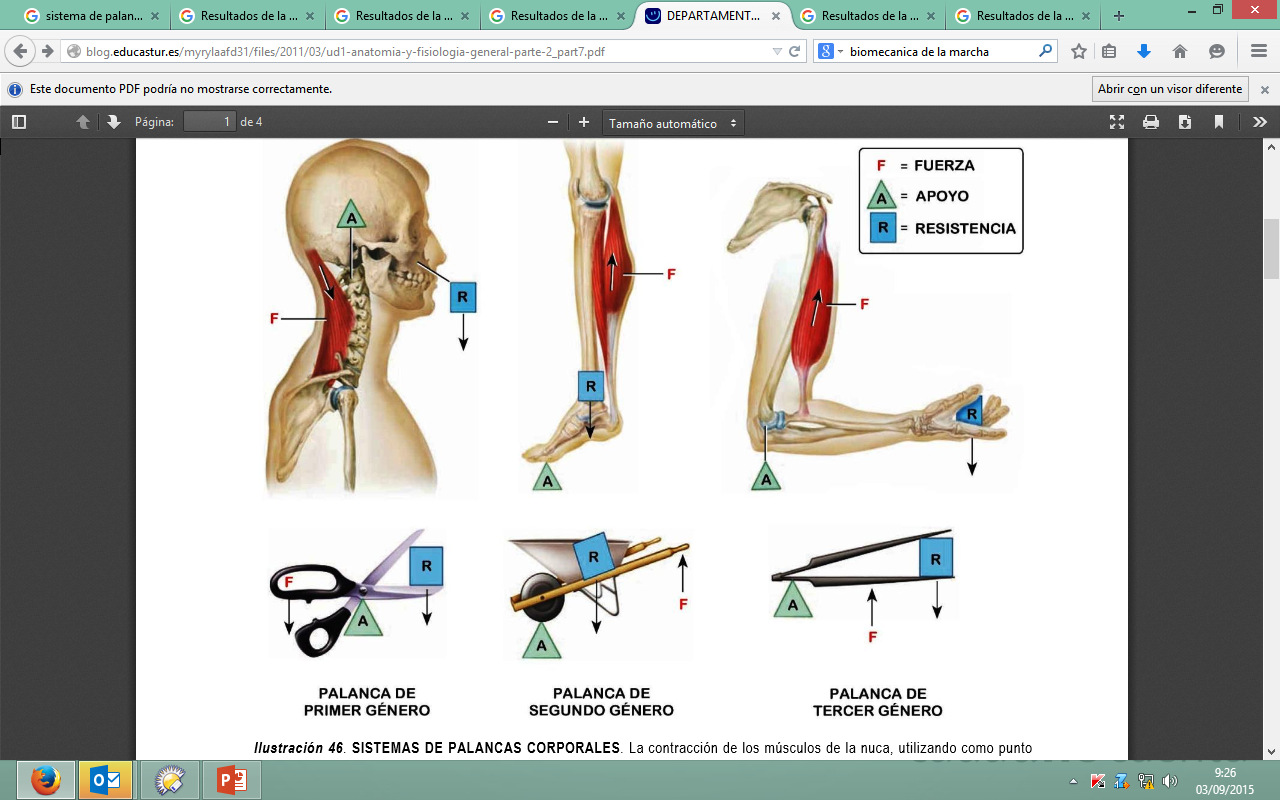 sistema de palan...
Resultados de la ...
Resultados de la ...
Resultados de la ...
DEPARTAMENT...
Resultados de la ...
Resultados de la ...
blog.educastur.es/myrylaafd31/files/2011/03/ud1-anatomia-y-fisiologia-general-parte-2_part7.pdf
biomecanica de la marcha
Este documento PDF podría no mostrarse correctamente.
Abrir con un visor diferente
Página: 1 de 4
Tamaño automático
F = FUERZA
A = APOYO
R = RESISTENCIA
A
R
F
F
R
A
F
R
A
F
R
A
R
F
A
R
A
F
PALANCA DE
PRIMER GÉNERO
PALANCA DE
SEGUNDO GÉNERO
PALANCA DE
TERCER GÉNERO
Ilustración 46. SISTEMAS DE PALANCAS CORPORALES. La contracción de los músculos de la nuca, utilizando como punto
9:26
03/09/2015